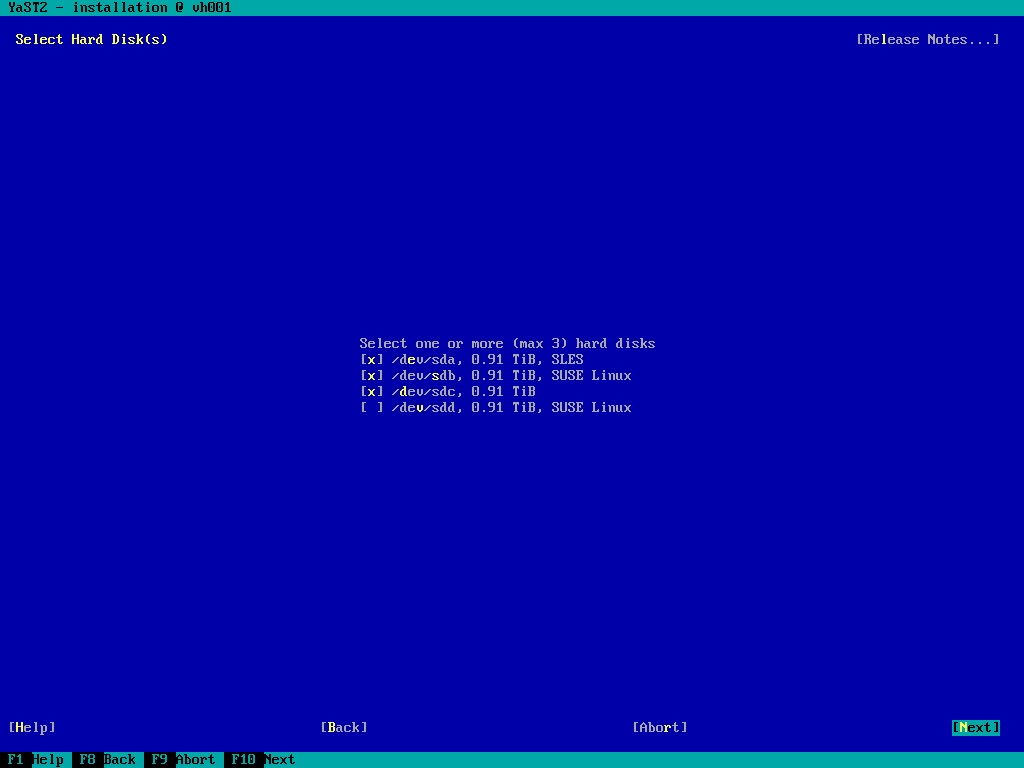 YaST2 - installation @ vh001
Select Hard Disk(s) [Release Notes...]
Select one or more (max 3) hard disks
[x] /dev/sda, 0.91 TiB, SLES
[x] /dev/sdb, 0.91 TiB, SUSE Linux
[x] /dev/sdc, 0.91 TiB
[ ] /dev/sdd, 0.91 TiB, SUSE Linux
[Help] [Back] [Abort] [Next]
F1 Help F8 Back F9 Abort F10 Next